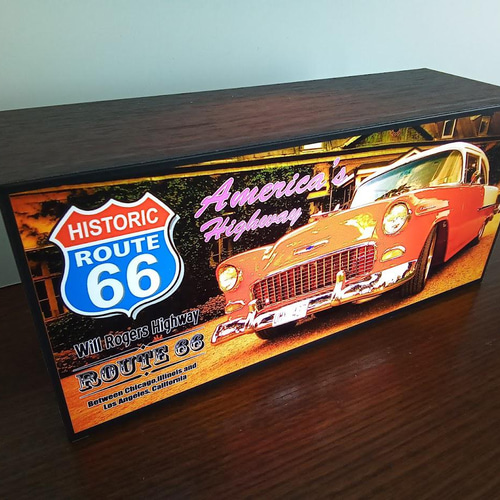 America's
Highway
HISTORIC
ROUTE
66
Will Rogers Highway
ROUTE 66
Between Chicago.Illinois and
Los Angeles. California